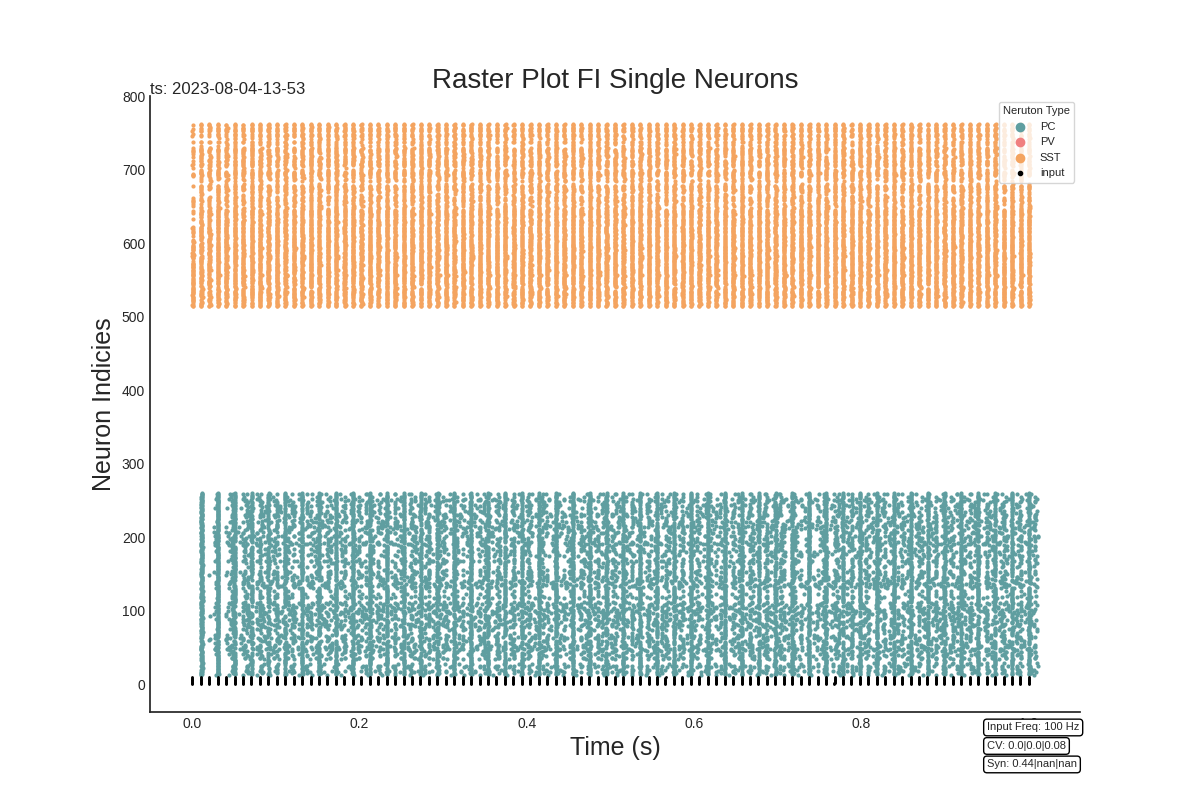 Raster Plot FI Single Neurons
ts: 2023-08-04-13-53
Neruton Type
PC
PV
SST
input
Neuron Indicies
800
700
600
500
400
300
200
100
0
0.0 0.2 0.4 0.6 0.8
Time (s)
Input Freq: 100 Hz
CV: 0.0|0.0|0.08
Syn: 0.44|nan|nan